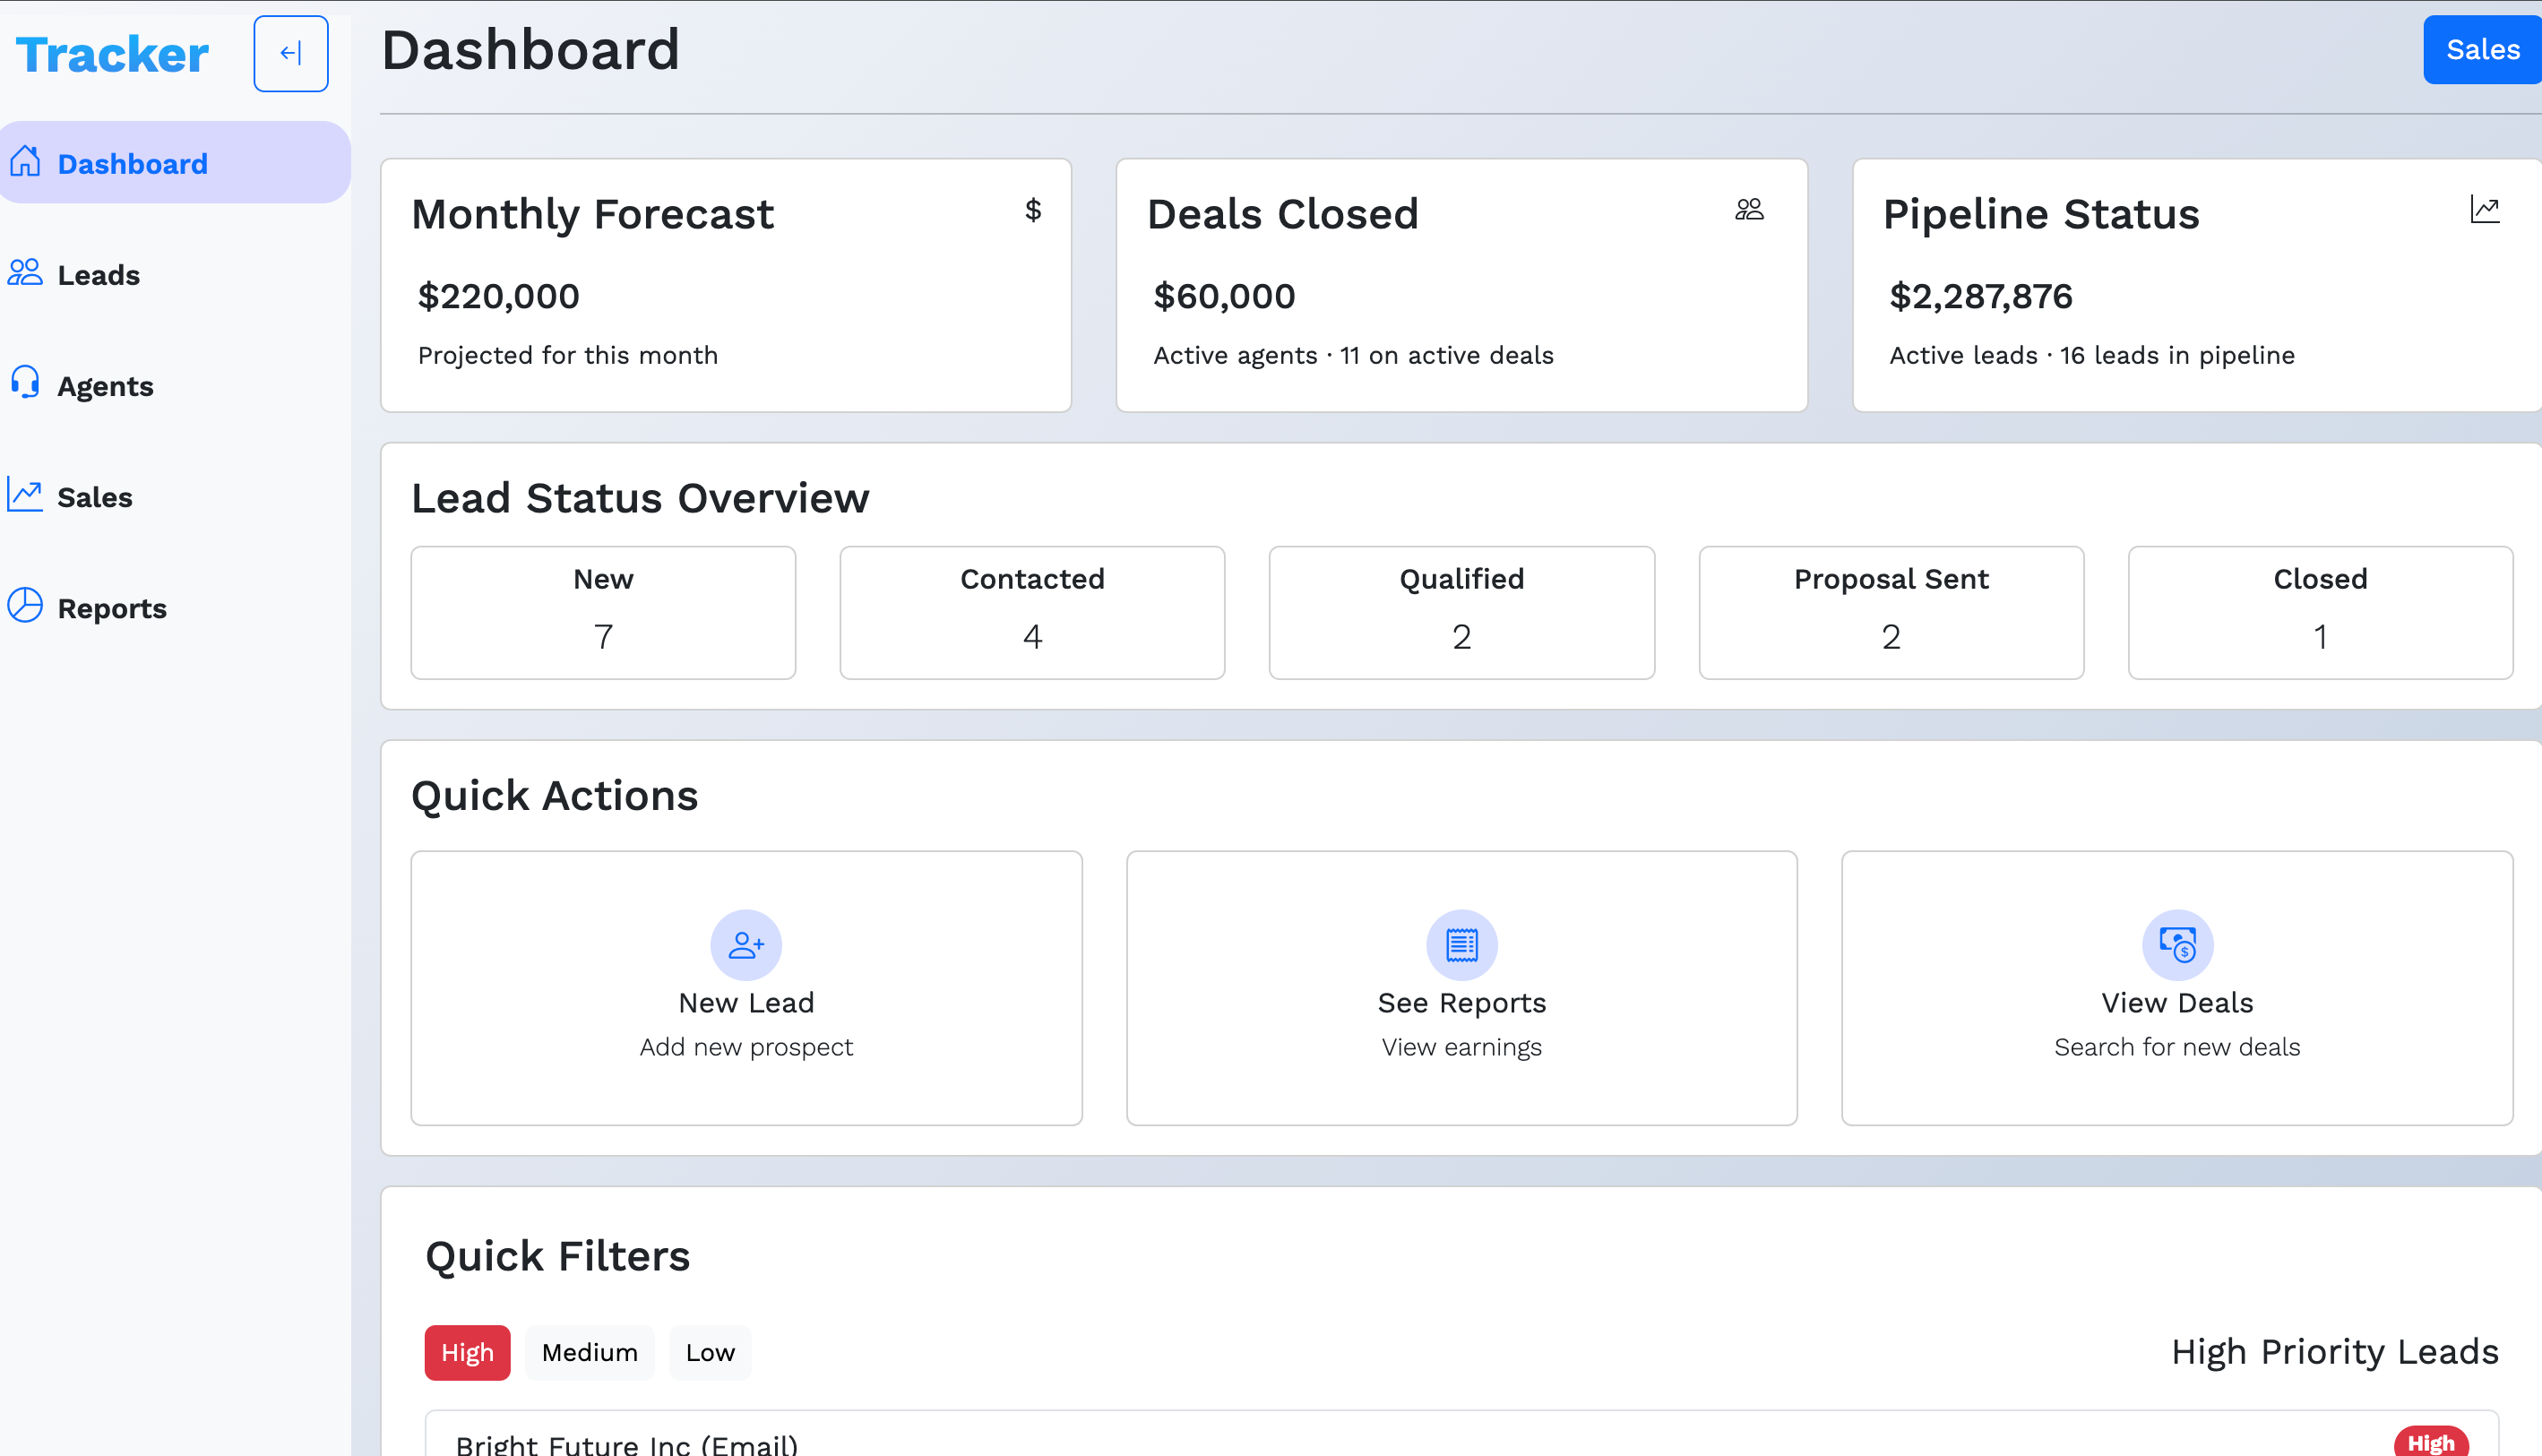 Tracker
Dashboard
Sales
Dashboard
Leads
Agents
Sales
Reports
Monthly Forecast
$
$220,000
Projected for this month
Deals Closed
$60,000
Active agents · 11 on active deals
Pipeline Status
$2,287,876
Active leads · 16 leads in pipeline
Lead Status Overview
New
7
Contacted
4
Qualified
2
Proposal Sent
2
Closed
1
Quick Actions
New Lead
Add new prospect
See Reports
View earnings
$
View Deals
Search for new deals
Quick Filters
High
Medium
Low
High Priority Leads
Bright Future Inc (Email)
High